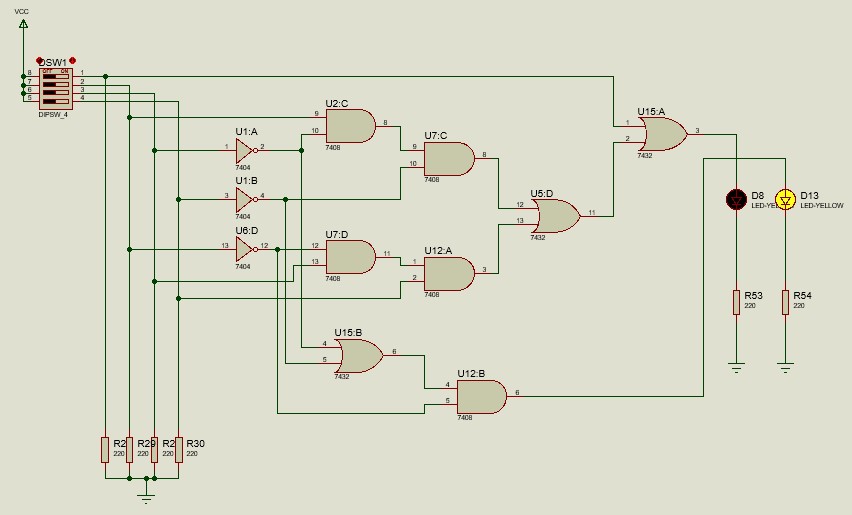 VCC
DSW1
OFF ON
8 1
7 2
6 3
5 4
DIPSW_4
U2:C
9
10
8
7408
U1:A
1 2
7404
U7:C
9
10
8
7408
U15:A
1
2
3
7432
U1:B
3 4
7404
U5:D
12
13
11
7432
D8
LED-YEL
D13
LED-YELLOW
U6:D
13 12
7404
U7:D
12
13
11
7408
U12:A
1
2
3
7408
R53
220
R54
220
U15:B
4
5
6
7432
U12:B
4
5
6
7408
R2
220
R29
220
R2
220
R30
220